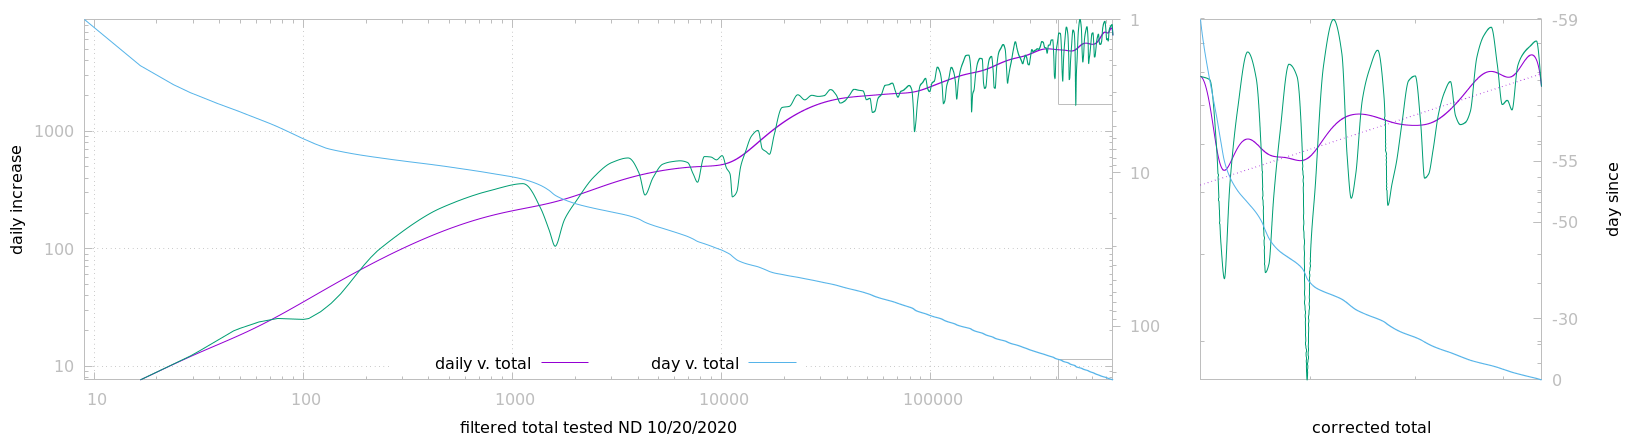 1
-59
1000
daily increase
10
-55
day since
100
-50
daily v. total
day v. total
100
-30
10
0
10
100
1000
10000
100000
filtered total tested ND 10/20/2020
corrected total